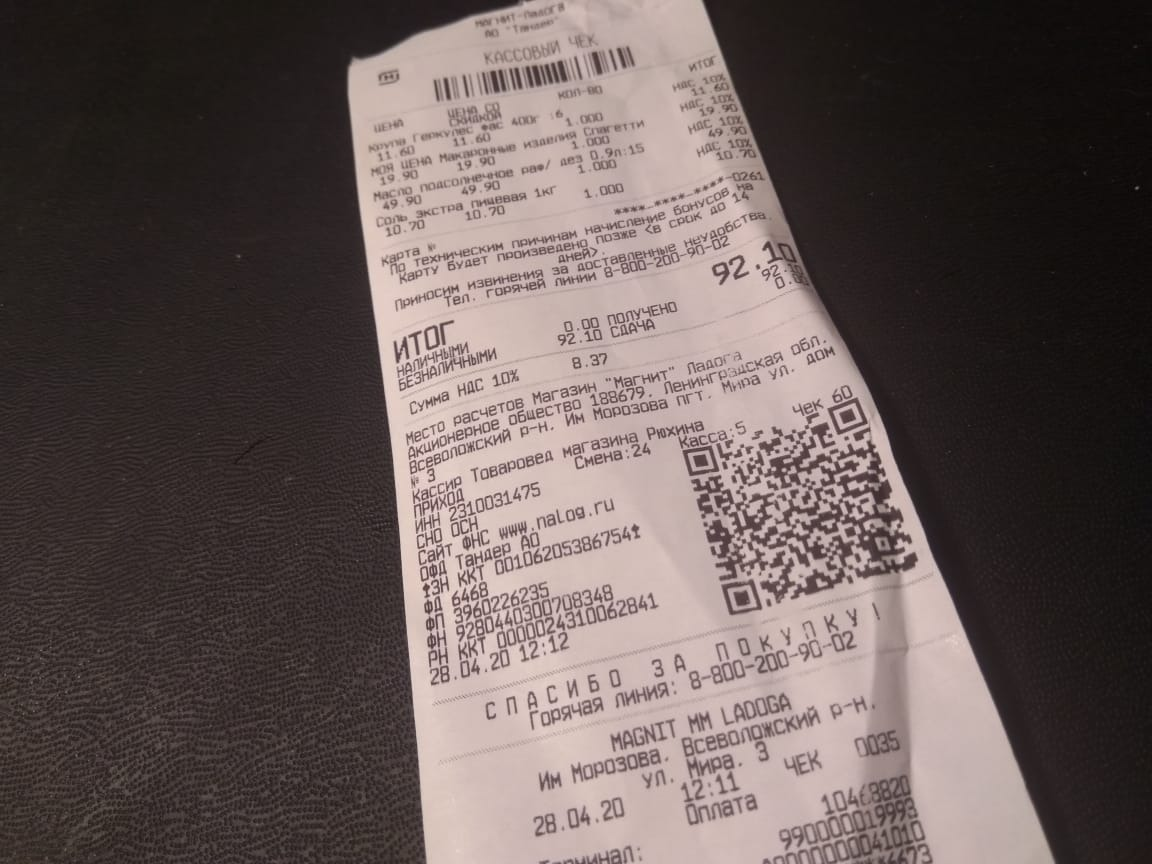 МАГНИТ-Ладога
АО "Тандер"
КАССОВЫЙ ЧЕК
ЦЕНА ЦЕНА СО СКИДКОЙ КОЛ-ВО ИТОГ
Крупа Геркулес фас 400г :6 НДС 10%
11.60 11.60 1.000 11.60
МОЯ ЦЕНА Макаронные изделия Спагетти НДС 10%
19.90 19.90 1.000 19.90
Масло подсолнечное раф/ дез 0.9л:15 НДС 10%
49.90 49.90 1.000 49.90
Соль экстра пищевая 1кг НДС 10%
10.70 10.70 1.000 10.70
Карта № ****-****-****-0261
По техническим причинам начисление бонусов на
карту будет произведено позже <в срок до 14
дней>.
Приносим извинения за доставленные неудобства.
Тел. горячей линии 8-800-200-90-02
ИТОГ 92.10
НАЛИЧНЫМИ 0.00 ПОЛУЧЕНО 92.10
БЕЗНАЛИЧНЫМИ 92.10 СДАЧА 0.00
Сумма НДС 10% 8.37
Место расчетов Магазин "Магнит" Ладога
Акционерное общество 188679. Ленинградская обл.
Всеволожский р-н. Им Морозова пгт. Мира ул. дом
№ 3
Кассир Товаровед магазина Рюхина
ПРИХОД Смена:24 Касса:5 Чек 60
ИНН 2310031475
СНО ОСН
Сайт ФНС www.nalog.ru
ОФД Тандер АО
ЗН ККТ 00106205386754
ФД 6468
ФП 3960226235
ФН 9280440300708348
РН ККТ 0000024310062841
28.04.20 12:12
СПАСИБО ЗА ПОКУПКУ!
Горячая линия: 8-800-200-90-02
MAGNIT MM LADOGA
Им Морозова. Всеволожский р-н.
ул. Мира. 3
28.04.20 12:11 ЧЕК 0035
Оплата
10468820
Терминал: 990000019993